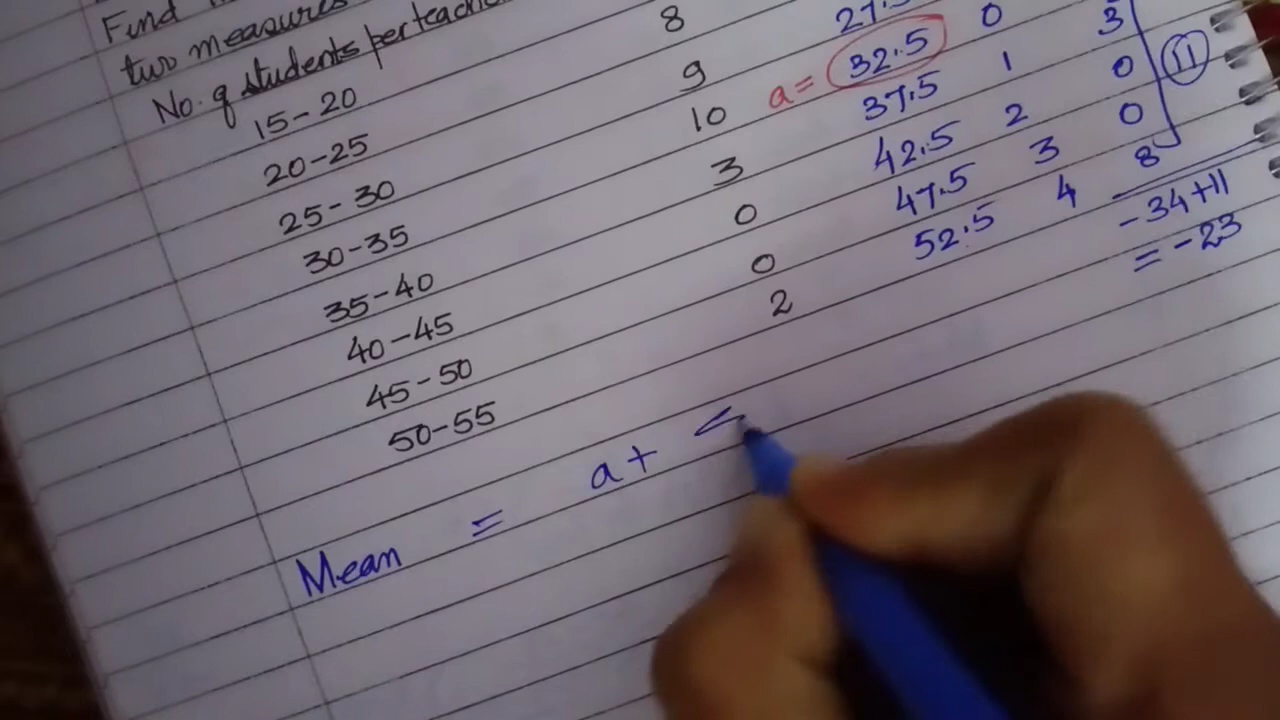 Find
two measures
No. of students per teacher
15-20
20-25
25-30
30-35
35-40
40-45
45-50
50-55
8
9
10
3
0
0
2
27.5
a= 32.5 0 3
37.5 1 0
42.5 2 0
47.5 3 8
52.5 4
11
-34+11
= -23
Mean = a+